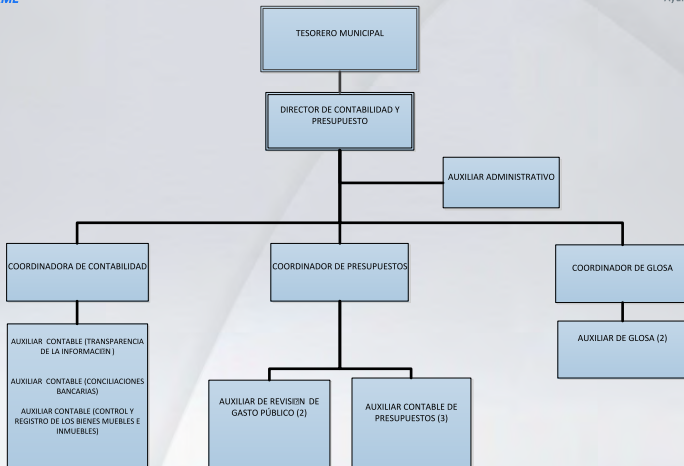 TESORERO MUNICIPAL
DIRECTOR DE CONTABILIDAD Y
PRESUPUESTO
AUXILIAR ADMINISTRATIVO
COORDINADORA DE CONTABILIDAD
COORDINADOR DE PRESUPUESTOS
COORDINADOR DE GLOSA
AUXILIAR CONTABLE (TRANSPARENCIA
DE LA INFORMACIEN )
AUXILIAR CONTABLE (CONCILIACIONES
BANCARIAS)
AUXILIAR CONTABLE (CONTROL Y
REGISTRO DE LOS BIENES MUEBLES E
INMUEBLES)
AUXILIAR DE DE GASTO PÚBLICO (2)
AUXILIAR CONTABLE DE
PRESUPUESTOS (3)
AUXILIAR DE GLOSA (2)